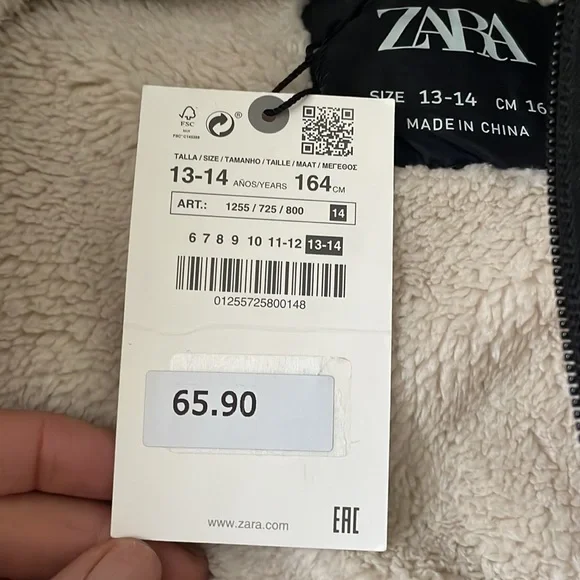 ZARA
SIZE 13-14 CM 16
MADE IN CHINA
FSC
®
TALLA / SIZE / TAMANHO / TAILLE / MAAT / ΜΕΓΕΘΟΣ
13-14 AÑOS/YEARS 164 CM
ART.: 1255 / 725 / 800 14
6 7 8 9 10 11-12 13-14
01255725800148
65.90
www.zara.com
EAC